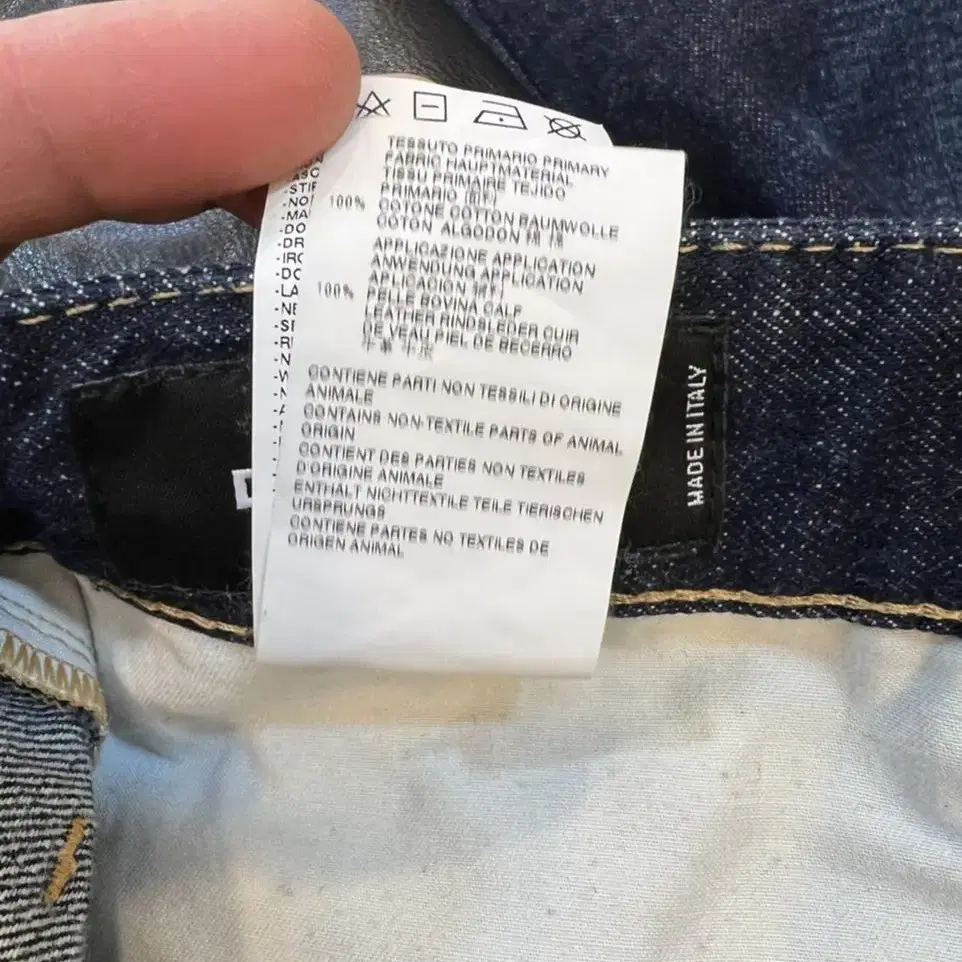 TESSUTO PRIMARIO PRIMARY
FABRIC HAUPTMATERIAL
TISSU PRIMAIRE TEJIDO
PRIMARIO
100% COTONE COTTON BAUMWOLLE
COTON ALGODON
APPLICAZIONE APPLICATION
ANWENDUNG APPLICATION
APLICACION
100% PELLE BOVINA CALF
LEATHER RINDSLEDER CUIR
DE VEAU PIEL DE BECERRO
CONTIENE PARTI NON TESSILI DI ORIGINE
ANIMALE
CONTAINS NON-TEXTILE PARTS OF ANIMAL
ORIGIN
CONTIENT DES PARTIES NON TEXTILES
D'ORIGINE ANIMALE
ENTHÄLT NICHTTEXTILE TEILE TIERISCHEN
URSPRUNGS
CONTIENE PARTES NO TEXTILES DE
ORIGEN ANIMAL
MADE IN ITALY